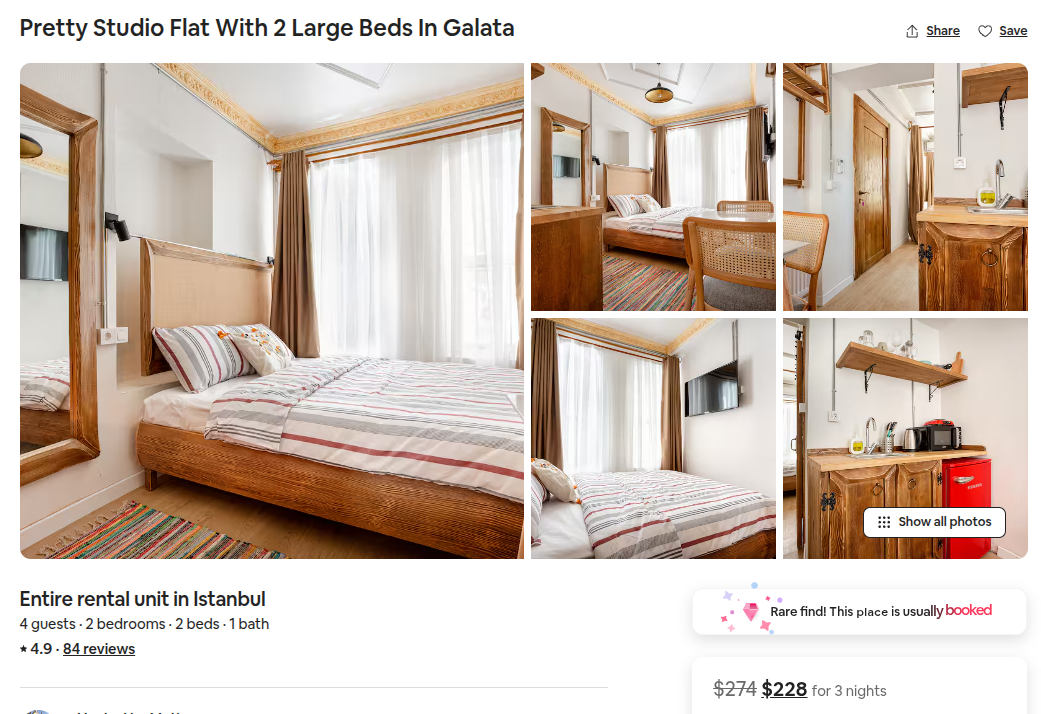 Pretty Studio Flat With 2 Large Beds In Galata
Share
Save
Show all photos
Entire rental unit in Istanbul
4 guests · 2 bedrooms · 2 beds · 1 bath
★ 4.9 · 84 reviews
Rare find! This place is usually booked
$274 $228 for 3 nights